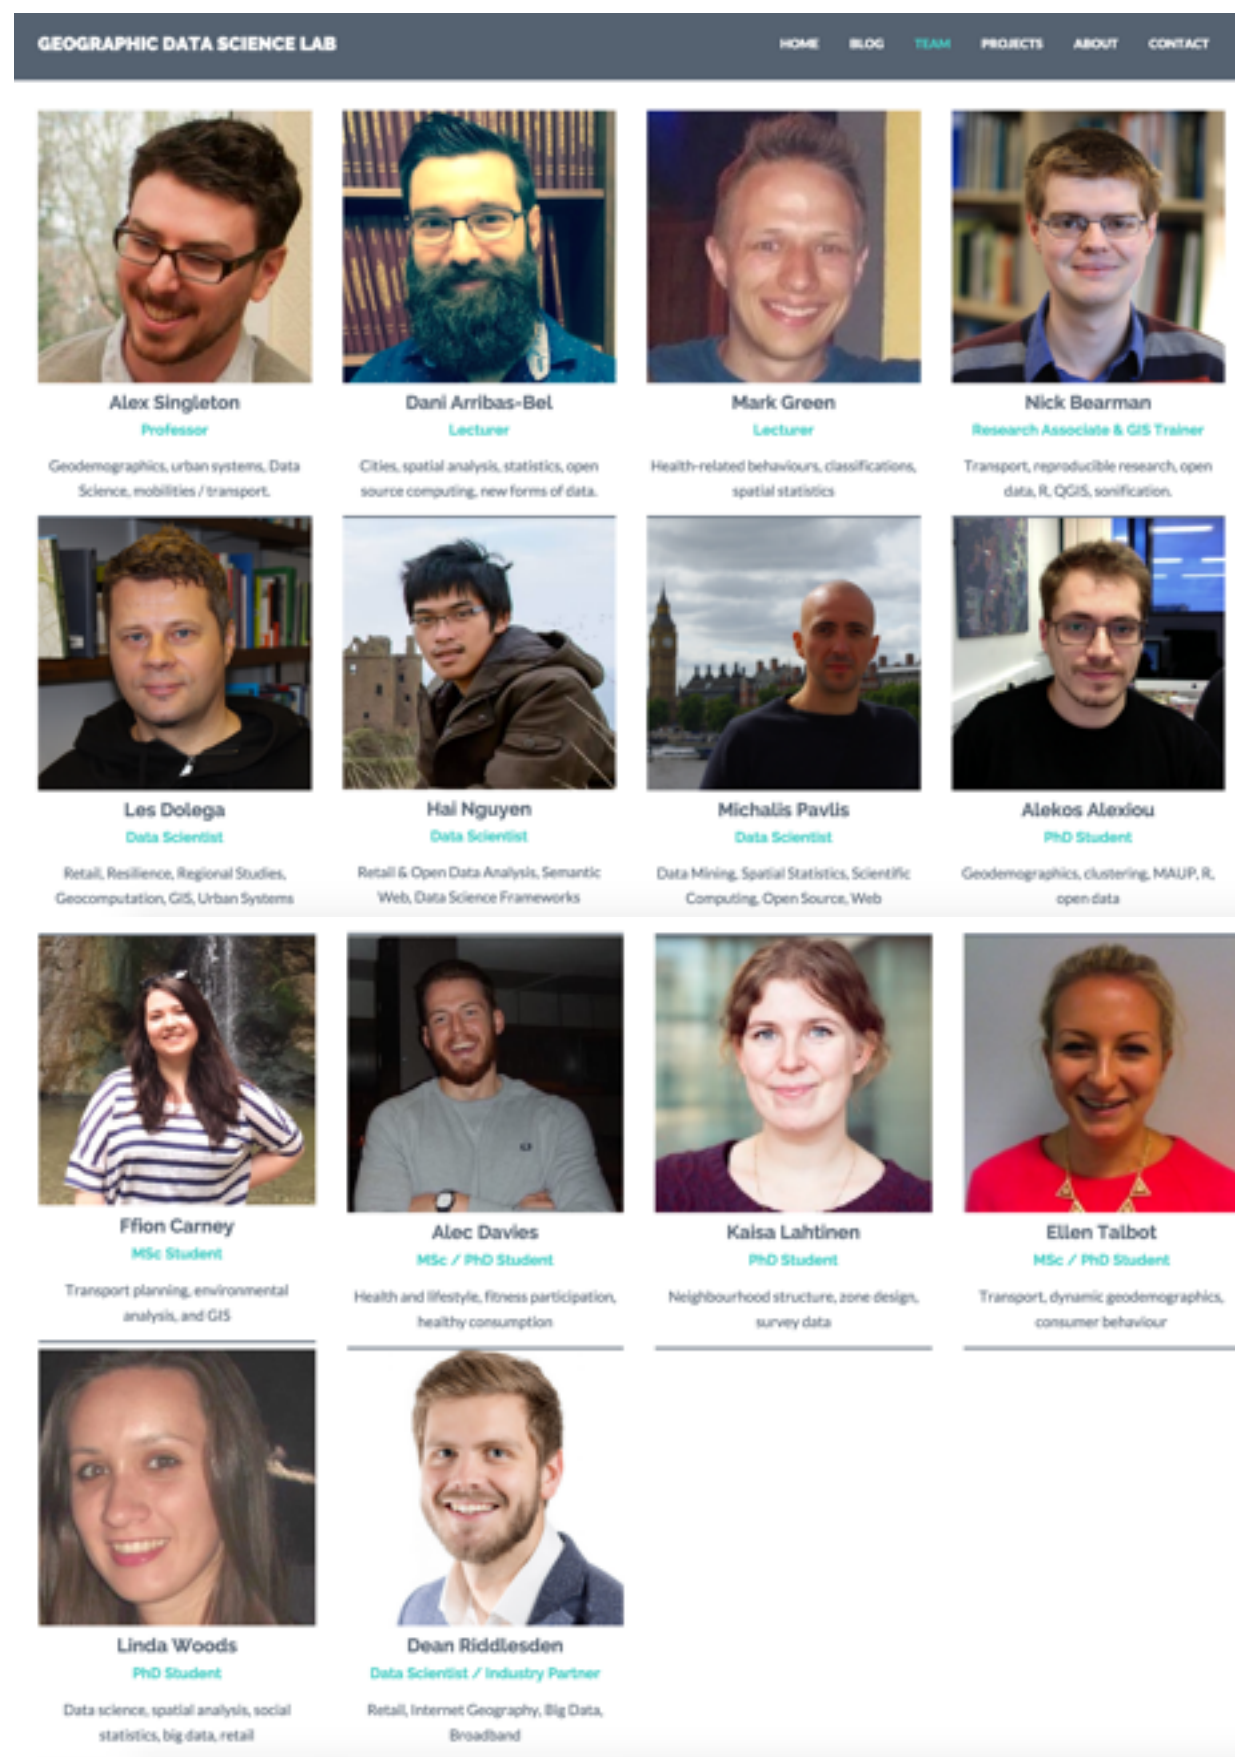 GEOGRAPHIC DATA SCIENCE LAB
HOME BLOG TEAM PROJECTS ABOUT CONTACT
Alex Singleton
Professor
Geodemographics, urban systems, Data
Science, mobilities / transport.
Dani Arribas-Bel
Lecturer
Cities, spatial analysis, statistics, open
source computing, new forms of data.
Mark Green
Lecturer
Health-related behaviours, classifications,
spatial statistics
Nick Bearman
Research Associate & GIS Trainer
Transport, reproducible research, open
data, R, QGIS, sonification.
Les Dolega
Data Scientist
Retail, Resilience, Regional Studies,
Geocomputation, GIS, Urban Systems
Hai Nguyen
Data Scientist
Retail & Open Data Analysis, Semantic
Web, Data Science Frameworks
Michalis Pavlis
Data Scientist
Data Mining, Spatial Statistics, Scientific
Computing, Open Source, Web
Alekos Alexiou
PhD Student
Geodemographics, clustering, MAUP, R,
open data
Ffion Carney
MSc Student
Transport planning, environmental
analysis, and GIS
Alec Davies
MSc / PhD Student
Health and lifestyle, fitness participation,
healthy consumption
Kaisa Lahtinen
PhD Student
Neighbourhood structure, zone design,
survey data
Ellen Talbot
MSc / PhD Student
Transport, dynamic geodemographics,
consumer behaviour
Linda Woods
PhD Student
Data science, spatial analysis, social
statistics, big data, retail
Dean Riddlesden
Data Scientist / Industry Partner
Retail, Internet Geography, Big Data,
Broadband